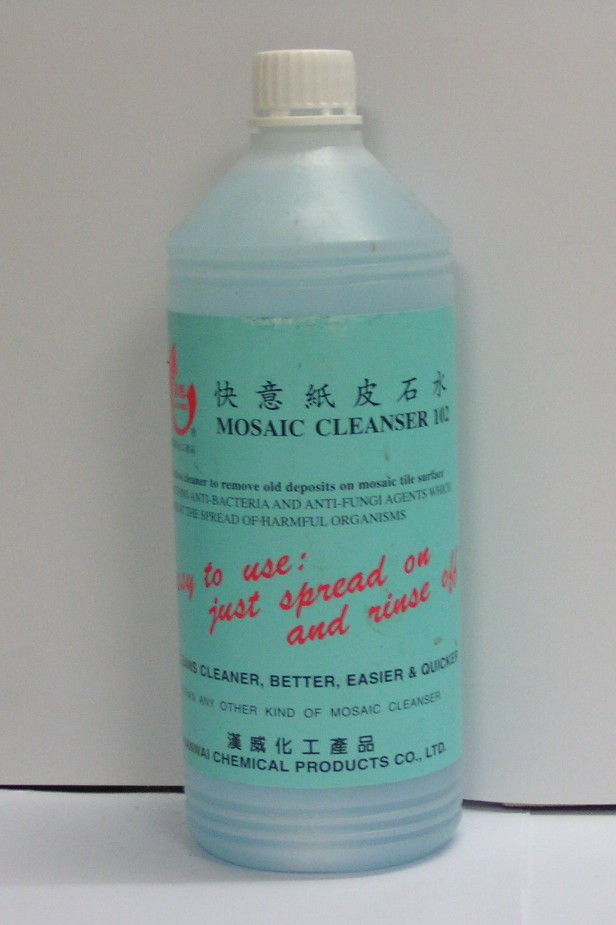 快意紙皮石水
MOSAIC CLEANSER 102
cleaner to remove old deposits on mosaic tile surface
ANTI-BACTERIA AND ANTI-FUNGI AGENTS WHICH
THE SPREAD OF HARMFUL ORGANISMS
to use:
just spread on
and rinse off
CLEANER, BETTER, EASIER & QUICKER
ANY OTHER KIND OF MOSAIC CLEANSER
漢威化工產品
CHEMICAL PRODUCTS CO., LTD.